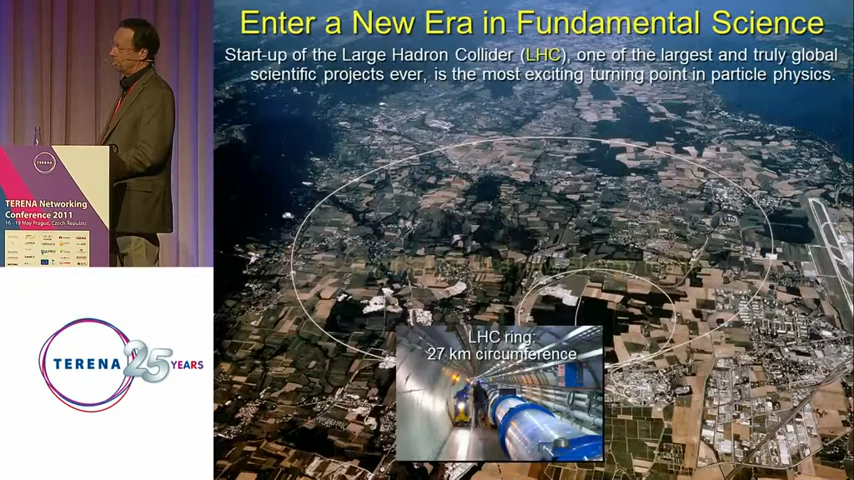 Enter a New Era in Fundamental Science
Start-up of the Large Hadron Collider (LHC), one of the largest and truly global
scientific projects ever, is the most exciting turning point in particle physics.
LHC ring:
27 km circumference
TERENA
TERENA Networking
Conference 2011
16 - 19 May Prague, Czech Republic
TERENA 25 YEARS